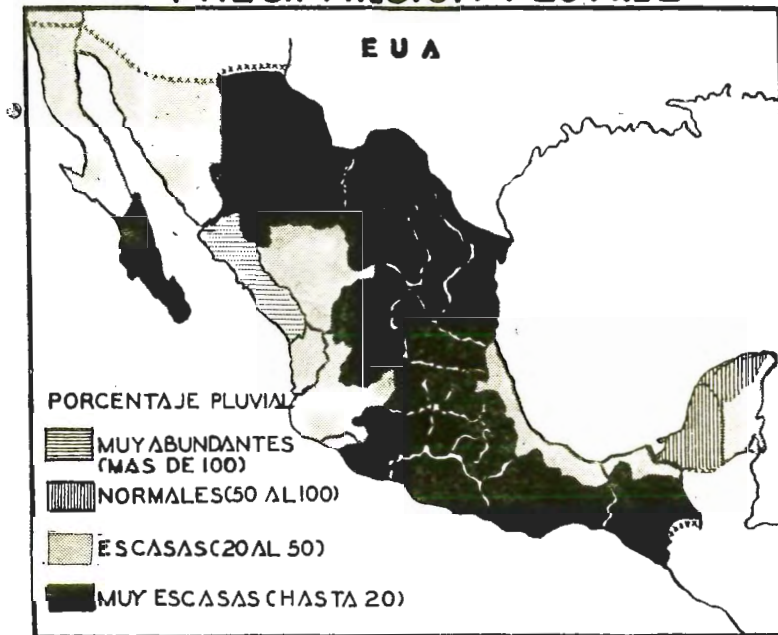 EUA
PORCENTAJE PLUVIAL
MUY ABUNDANTES
(MAS DE 100)
NORMALES (50 AL 100)
ESCASAS (20 AL 50)
MUY ESCASAS (HASTA 20)